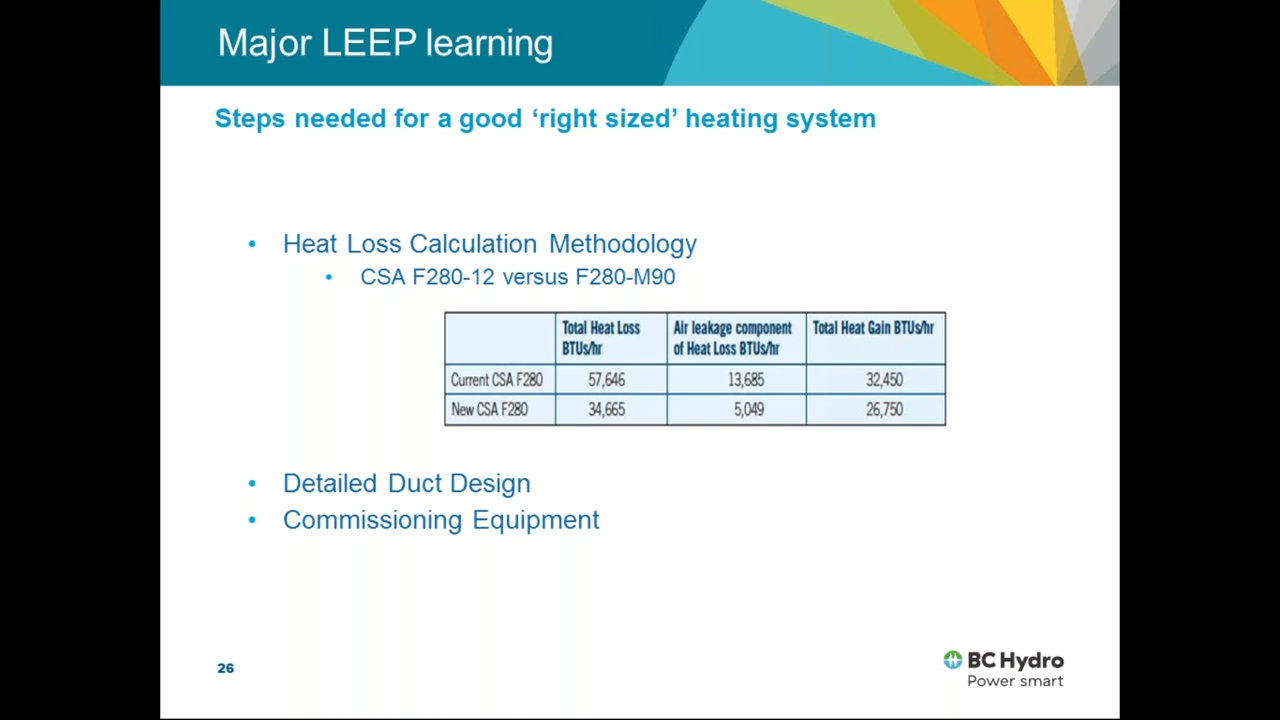 Major LEEP learning
Steps needed for a good ‘right sized’ heating system
• Heat Loss Calculation Methodology
• CSA F280-12 versus F280-M90
Total Heat Loss BTUs/hr
Air leakage component of Heat Loss BTUs/hr
Total Heat Gain BTUs/hr
Current CSA F280 57,646 13,685 32,450
New CSA F280 34,665 5,049 26,750
• Detailed Duct Design
• Commissioning Equipment
26
BC Hydro
Power smart